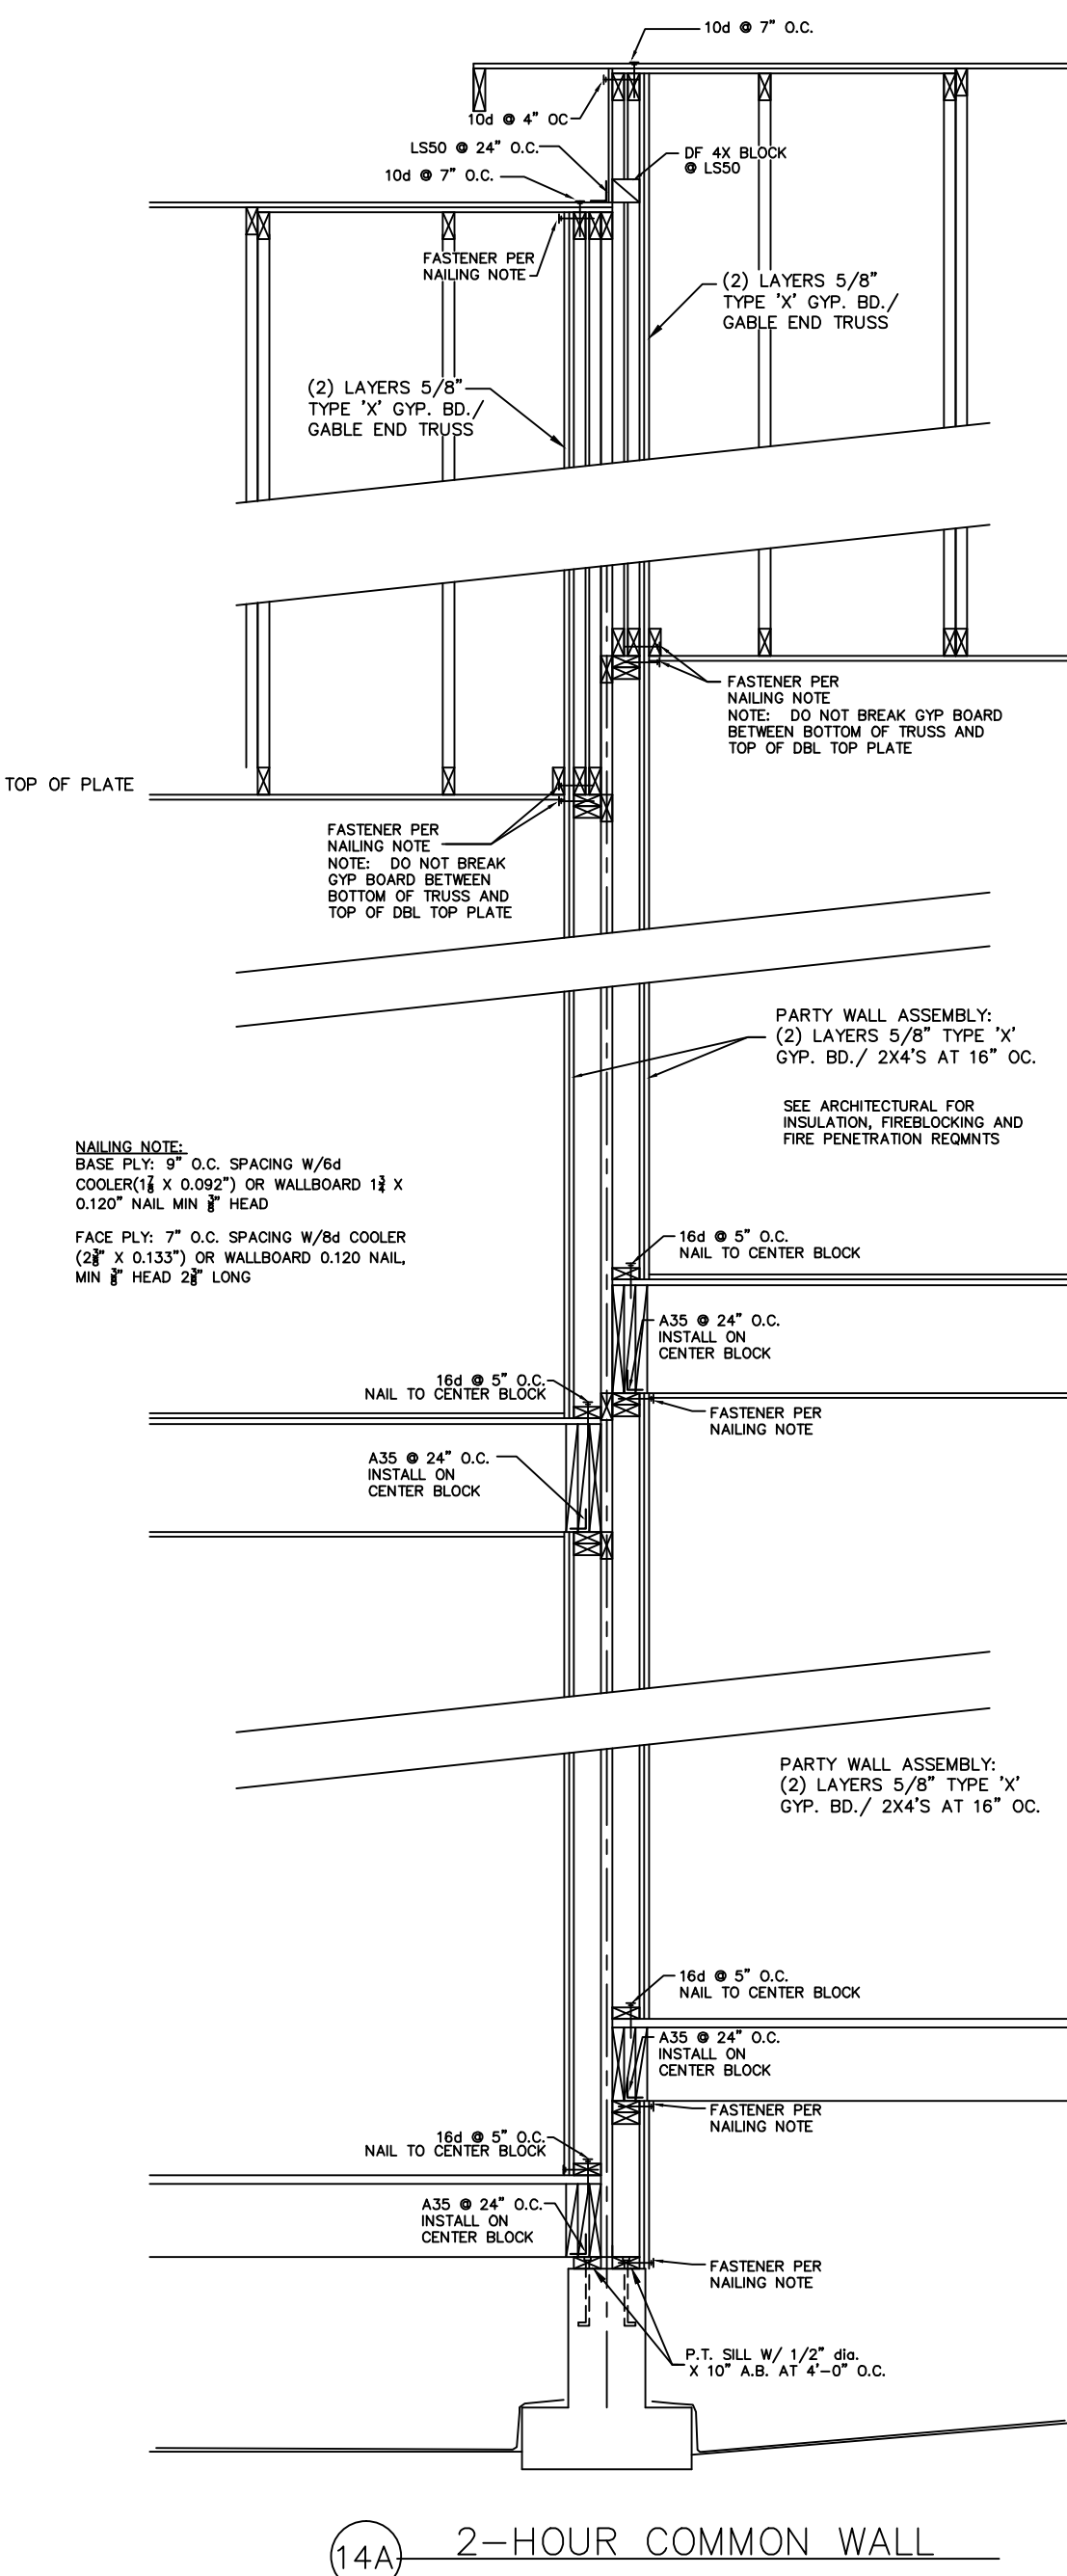 10d @ 7" O.C.
10d @ 4" OC
LS50 @ 24" O.C.
DF 4X BLOCK
@ LS50
10d @ 7" O.C.
FASTENER PER
NAILING NOTE
(2) LAYERS 5/8"
TYPE 'X' GYP. BD./
GABLE END TRUSS
(2) LAYERS 5/8"
TYPE 'X' GYP. BD./
GABLE END TRUSS
FASTENER PER
NAILING NOTE
NOTE: DO NOT BREAK GYP BOARD
BETWEEN BOTTOM OF TRUSS AND
TOP OF DBL TOP PLATE
TOP OF PLATE
FASTENER PER
NAILING NOTE
NOTE: DO NOT BREAK
GYP BOARD BETWEEN
BOTTOM OF TRUSS AND
TOP OF DBL TOP PLATE
PARTY WALL ASSEMBLY:
(2) LAYERS 5/8" TYPE 'X'
GYP. BD./ 2X4'S AT 16" OC.
SEE ARCHITECTURAL FOR
INSULATION, FIREBLOCKING AND
FIRE PENETRATION REQMNTS
NAILING NOTE:
BASE PLY: 9" O.C. SPACING W/6d
COOLER(1⅞ X 0.092") OR WALLBOARD 1¾ X
0.120" NAIL MIN ⅜" HEAD
FACE PLY: 7" O.C. SPACING W/8d COOLER
(2⅜" X 0.133") OR WALLBOARD 0.120 NAIL,
MIN ⅜" HEAD 2⅜" LONG
16d @ 5" O.C.
NAIL TO CENTER BLOCK
A35 @ 24" O.C.
INSTALL ON
CENTER BLOCK
16d @ 5" O.C.
NAIL TO CENTER BLOCK
FASTENER PER
NAILING NOTE
A35 @ 24" O.C.
INSTALL ON
CENTER BLOCK
PARTY WALL ASSEMBLY:
(2) LAYERS 5/8" TYPE 'X'
GYP. BD./ 2X4'S AT 16" OC.
16d @ 5" O.C.
NAIL TO CENTER BLOCK
A35 @ 24" O.C.
INSTALL ON
CENTER BLOCK
FASTENER PER
NAILING NOTE
16d @ 5" O.C.
NAIL TO CENTER BLOCK
A35 @ 24" O.C.
INSTALL ON
CENTER BLOCK
FASTENER PER
NAILING NOTE
P.T. SILL W/ 1/2" dia.
X 10" A.B. AT 4'-0" O.C.
14A 2-HOUR COMMON WALL